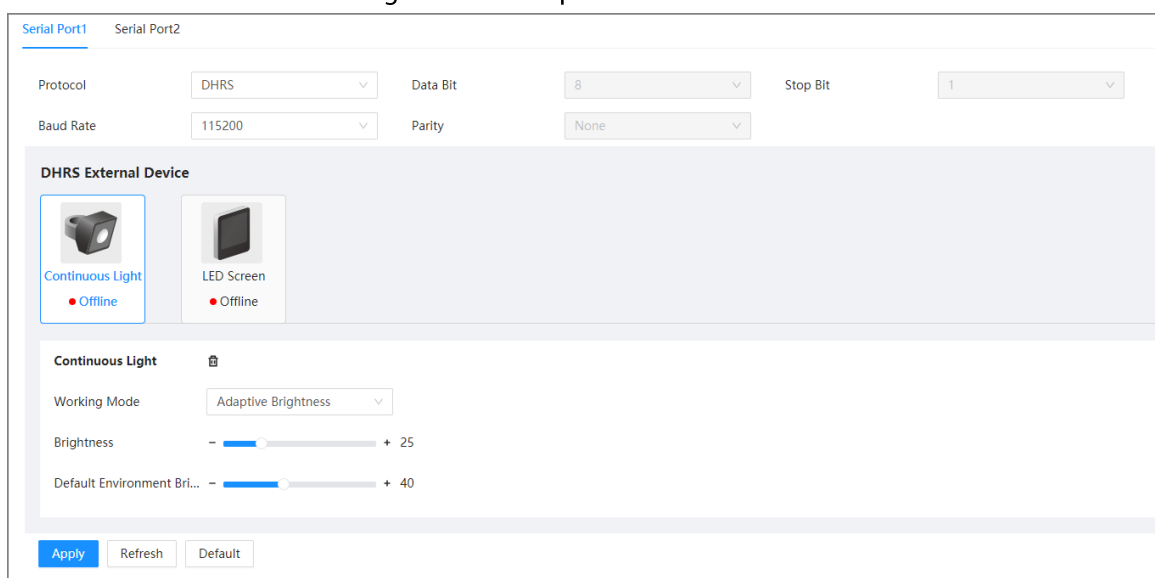 Serial Port1 Serial Port2
Protocol DHRS Data Bit 8 Stop Bit 1
Baud Rate 115200 Parity None
DHRS External Device
Continuous Light LED Screen
Offline Offline
Continuous Light
Working Mode Adaptive Brightness
Brightness - + 25
Default Environment Bri... - + 40
Apply Refresh Default